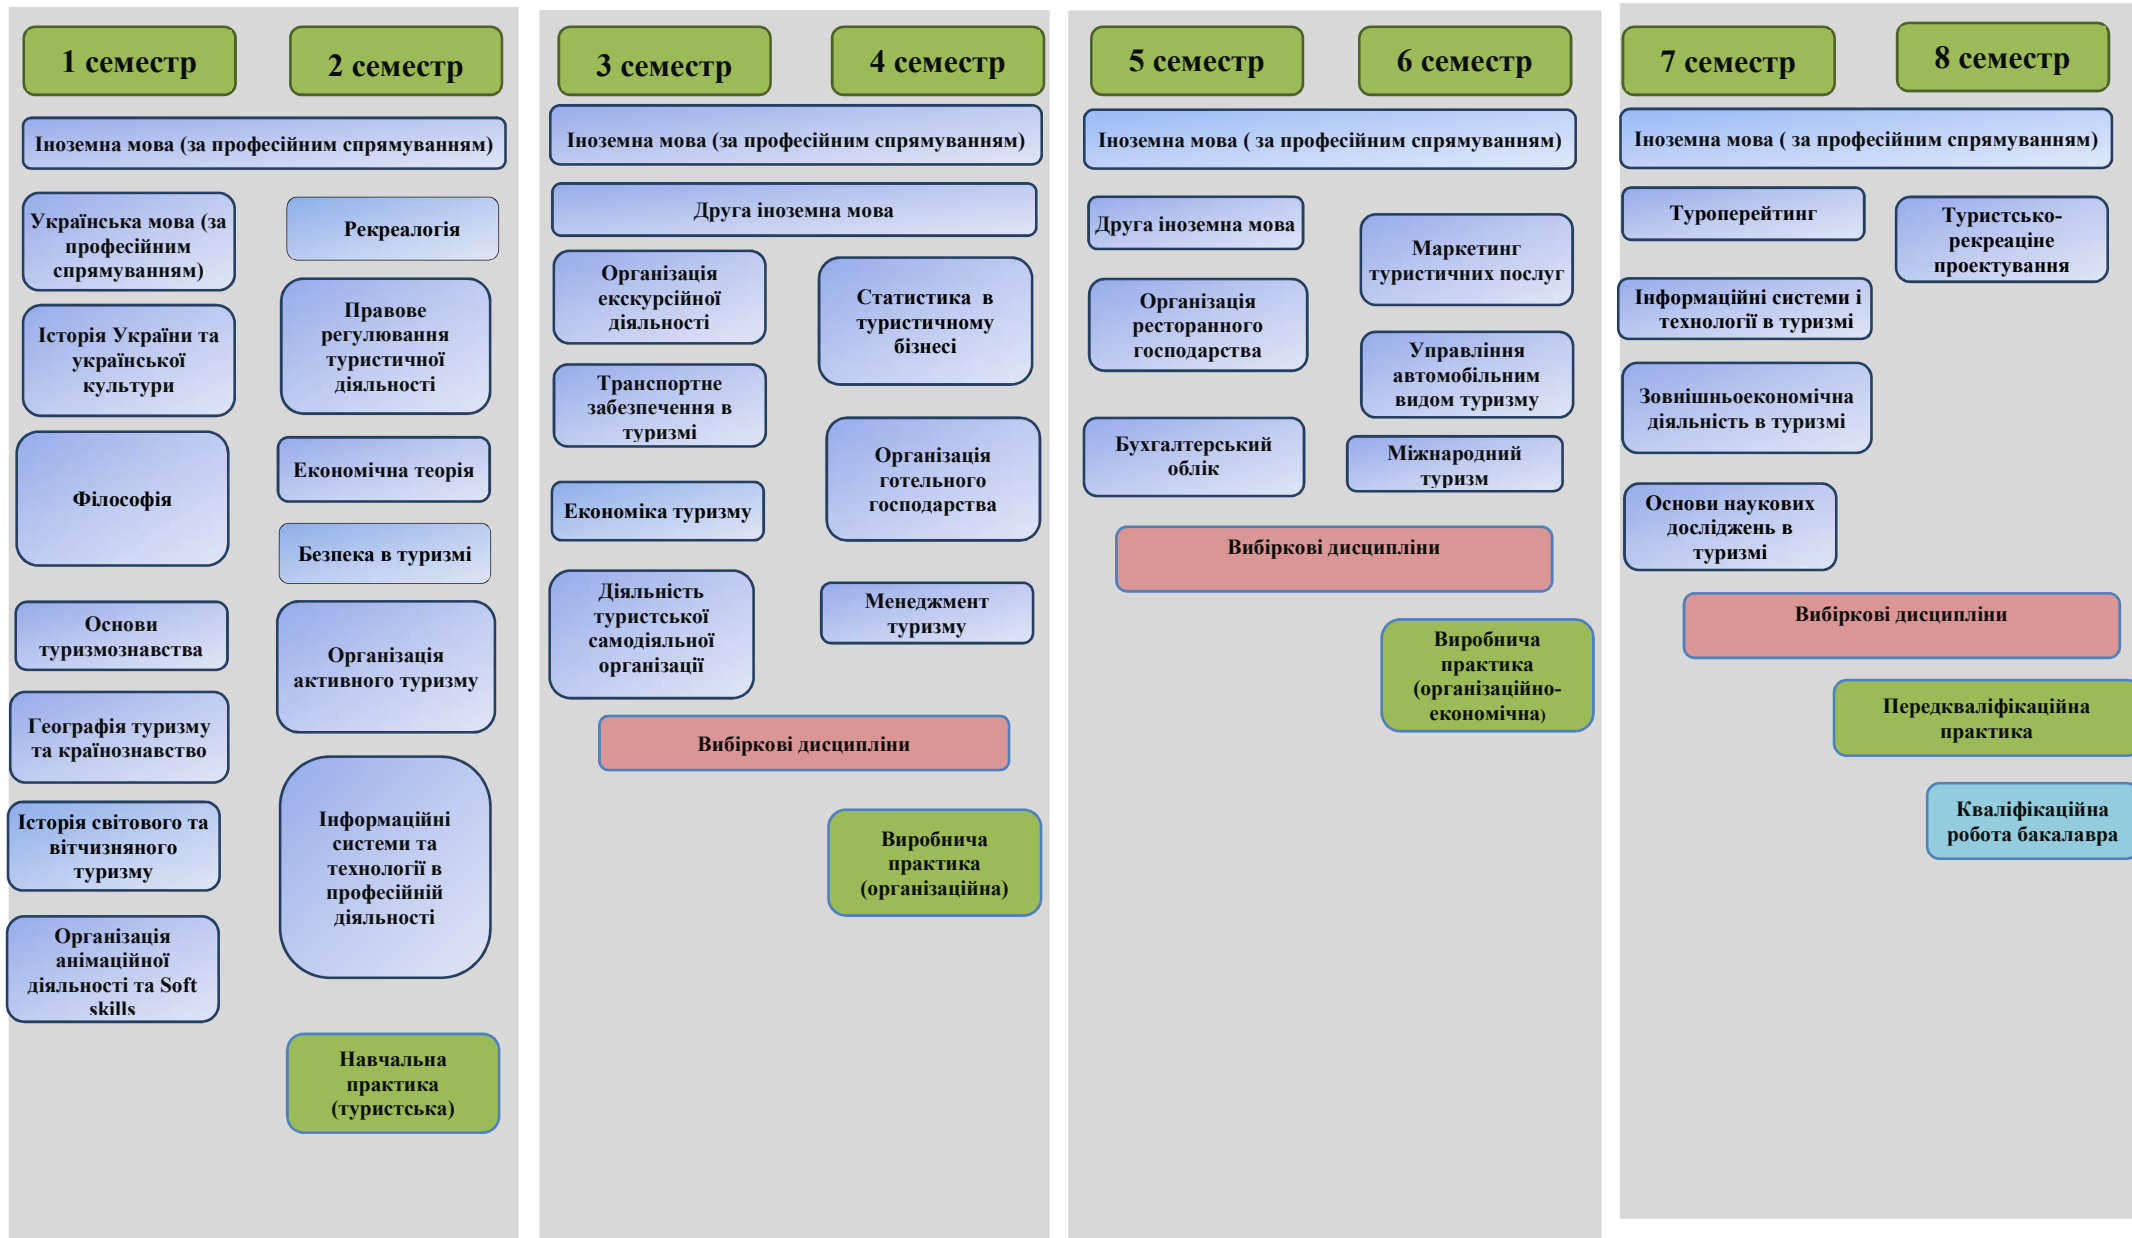 1 семестр
2 семестр
Іноземна мова (за професійним спрямуванням)
Українська мова (за
професійним
спрямуванням)
Історія України та
української
культури
Філософія
Основи
туризмознавства
Географія туризму
та країнознавство
Історія світового та
вітчизняного
туризму
Організація
анімаційної
діяльності та Soft
skills
Рекреалогія
Правове
регулювання
туристичної
діяльності
Економічна теорія
Безпека в туризмі
Організація
активного туризму
Інформаційні
системи та
технології в
професійній
діяльності
Навчальна
практика
(туристська)
3 семестр
4 семестр
Іноземна мова (за професійним спрямуванням)
Друга іноземна мова
Організація
екскурсійної
діяльності
Транспортне
забезпечення в
туризмі
Економіка туризму
Діяльність
туристської
самодіяльної
організації
Статистика в
туристичному
бізнесі
Організація
готельного
господарства
Менеджмент
туризму
Вибіркові дисципліни
Виробнича
практика
(організаційна)
5 семестр
6 семестр
Іноземна мова ( за професійним спрямуванням)
Друга іноземна мова
Організація
ресторанного
господарства
Бухгалтерський
облік
Маркетинг
туристичних послуг
Управління
автомобільним
видом туризму
Міжнародний
туризм
Вибіркові дисципліни
Виробнича
практика
(організаційно-
економічна)
7 семестр
8 семестр
Іноземна мова ( за професійним спрямуванням)
Туроперейтинг
Інформаційні системи і
технології в туризмі
Зовнішньоекономічна
діяльність в туризмі
Основи наукових
досліджень в
туризмі
Туристсько-
рекреаціне
проектування
Вибіркові дисципліни
Передкваліфікаційна
практика
Кваліфікаційна
робота бакалавра